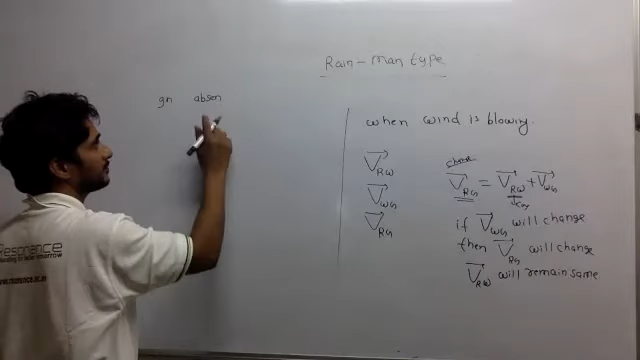 Rain-Man type
gn absen
when wind is blowing.
V RW
V WG
V RG
V RG = V RW + V WG
if V WG will change
then V RG will change
V RW will remain same
Resonance